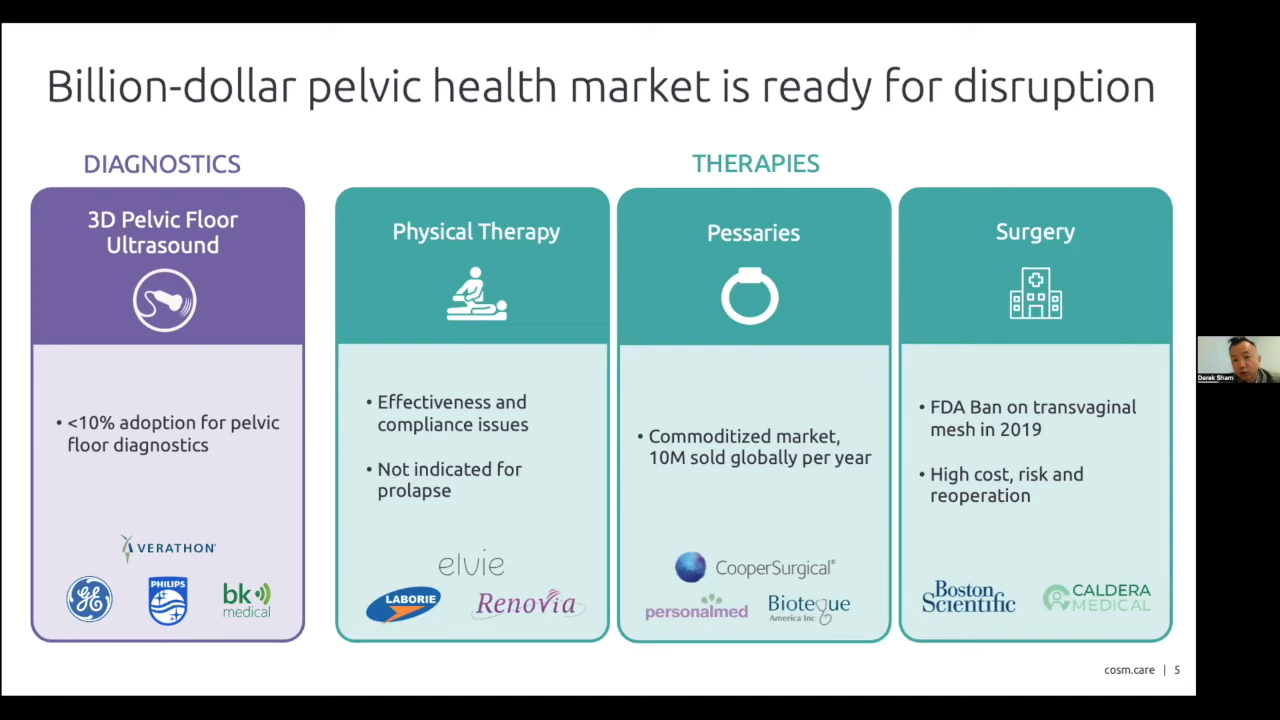 Billion-dollar pelvic health market is ready for disruption
DIAGNOSTICS
THERAPIES
3D Pelvic Floor
Ultrasound
• <10% adoption for pelvic
floor diagnostics
VERATHON®
GE
PHILIPS
bk
medical
Physical Therapy
• Effectiveness and
compliance issues
• Not indicated for
prolapse
elvie
LABORIE
Renovia
Pessaries
• Commoditized market,
10M sold globally per year
CooperSurgical®
personalmed
Bioteque
America Inc
Surgery
• FDA Ban on transvaginal
mesh in 2019
• High cost, risk and
reoperation
Boston
Scientific
CALDERA
MEDICAL
cosm.care | 5
Derek Sham